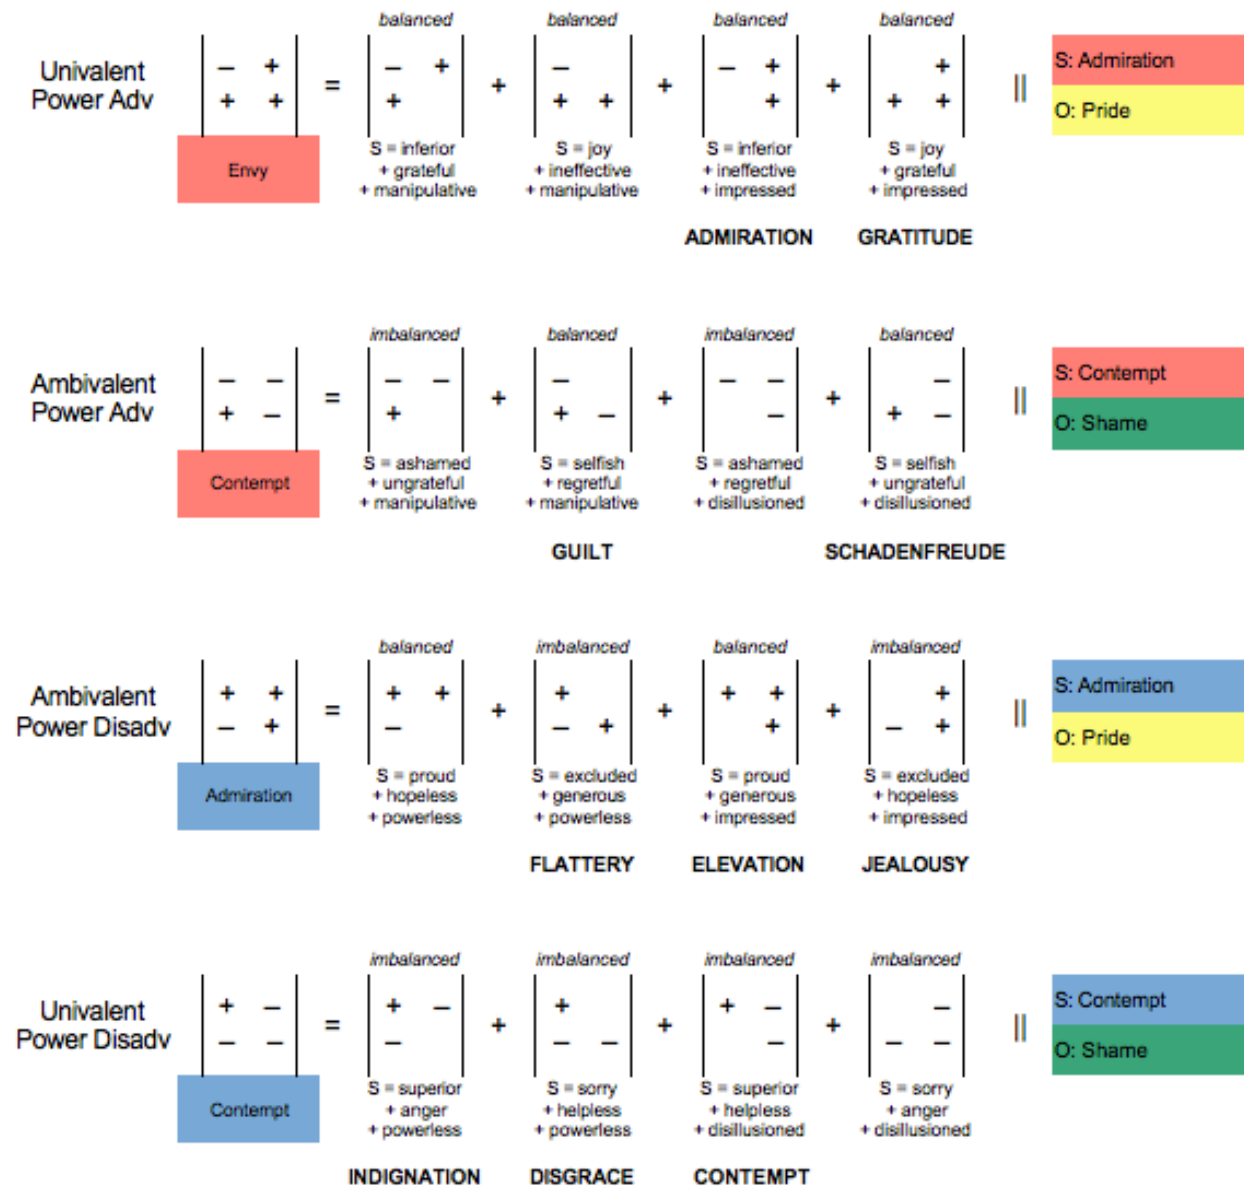 balanced balanced balanced balanced
Univalent
Power Adv
– + = – + + – + – + + + || S: Admiration
+ + + + + + + + O: Pride
Envy
S = inferior
+ grateful
+ manipulative
S = joy
+ ineffective
+ manipulative
S = inferior
+ ineffective
+ impressed
S = joy
+ grateful
+ impressed
ADMIRATION GRATITUDE
imbalanced balanced imbalanced balanced
Ambivalent
Power Adv
– – = – – + – + – – + – || S: Contempt
+ – + + – – + – O: Shame
Contempt
S = ashamed
+ ungrateful
+ manipulative
S = selfish
+ regretful
+ manipulative
S = ashamed
+ regretful
+ disillusioned
S = selfish
+ ungrateful
+ disillusioned
GUILT SCHADENFREUDE
balanced imbalanced balanced imbalanced
Ambivalent
Power Disadv
+ + = + + + + + + + + + || S: Admiration
– + – – + + – + O: Pride
Admiration
S = proud
+ hopeless
+ powerless
S = excluded
+ generous
+ powerless
S = proud
+ generous
+ impressed
S = excluded
+ hopeless
+ impressed
FLATTERY ELEVATION JEALOUSY
imbalanced imbalanced imbalanced imbalanced
Univalent
Power Disadv
+ – = + – + + + + – + – || S: Contempt
– – – – – – – – O: Shame
Contempt
S = superior
+ anger
+ powerless
S = sorry
+ helpless
+ powerless
S = superior
+ helpless
+ disillusioned
S = sorry
+ anger
+ disillusioned
INDIGNATION DISGRACE CONTEMPT